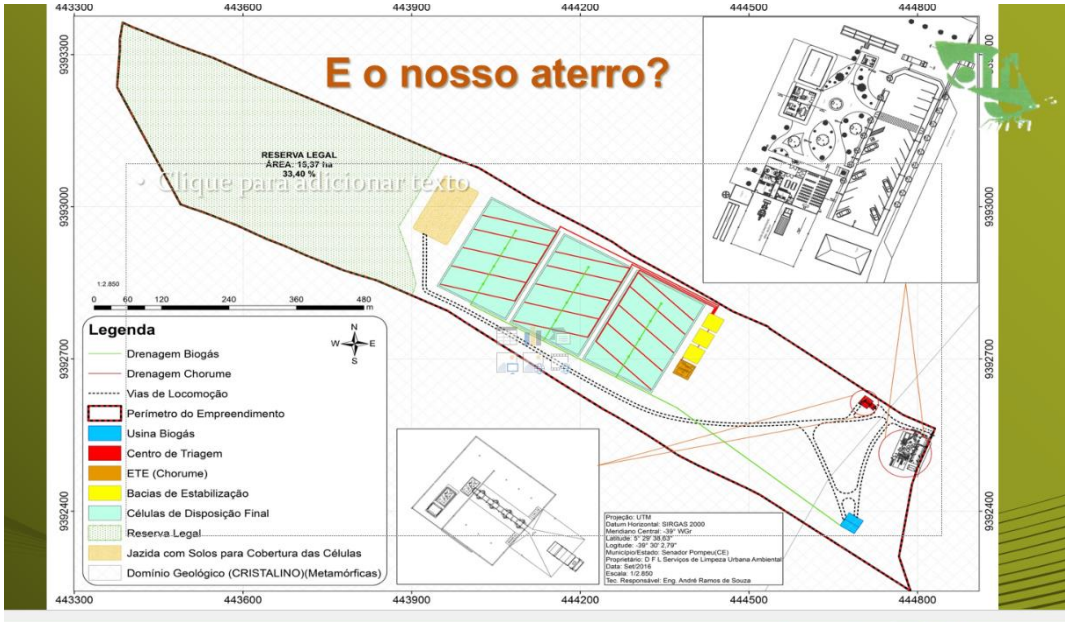 443300 443600 443900 444200 444500 444800
E o nosso aterro?
9393300
9393000
9392700
9392400
RESERVA LEGAL
ÁREA: 15,37 ha
33,40 %
• Clique para adicionar texto
1:2.850
0 60 120 240 360 480
m
Legenda
N
W E
S
Drenagem Biogás
Drenagem Chorume
Vias de Locomoção
Perímetro do Empreendimento
Usina Biogás
Centro de Triagem
ETE (Chorume)
Bacias de Estabilização
Células de Disposição Final
Reserva Legal
Jazida com Solos para Cobertura das Células
Domínio Geológico (CRISTALINO)(Metamórficas)
Projeção: UTM
Datum Horizontal: SIRGAS 2000
Meridiano Central: -39° WGr
Latitude: 5° 29' 38,63"
Logitude: -39° 30' 2,79"
Município/Estado: Senador Pompeu(CE)
Proprietário: D F L Serviços de Limpeza Urbana Ambiental
Data: Set/2016
Escala: 1/2.850
Tec. Responsável: Eng. André Ramos de Souza
9393000
9392700
9392400
443300 443600 443900 444200 444500 444800